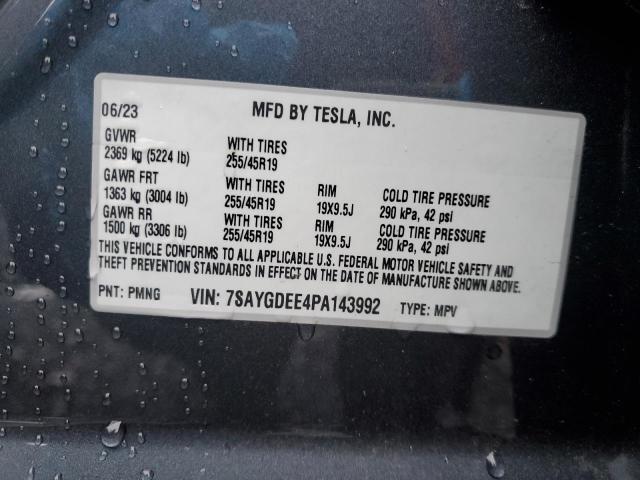 06/23 MFD BY TESLA, INC.
GVWR WITH TIRES
2369 kg (5224 lb) 255/45R19
GAWR FRT WITH TIRES RIM COLD TIRE PRESSURE
1363 kg (3004 lb) 255/45R19 19X9.5J 290 kPa, 42 psi
GAWR RR WITH TIRES RIM COLD TIRE PRESSURE
1500 kg (3306 lb) 255/45R19 19X9.5J 290 kPa, 42 psi
THIS VEHICLE CONFORMS TO ALL APPLICABLE U.S. FEDERAL MOTOR VEHICLE SAFETY AND
THEFT PREVENTION STANDARDS IN EFFECT ON THE DATE OF MANUFACTURE SHOWN ABOVE.
PNT: PMNG VIN: 7SAYGDEE4PA143992 TYPE: MPV